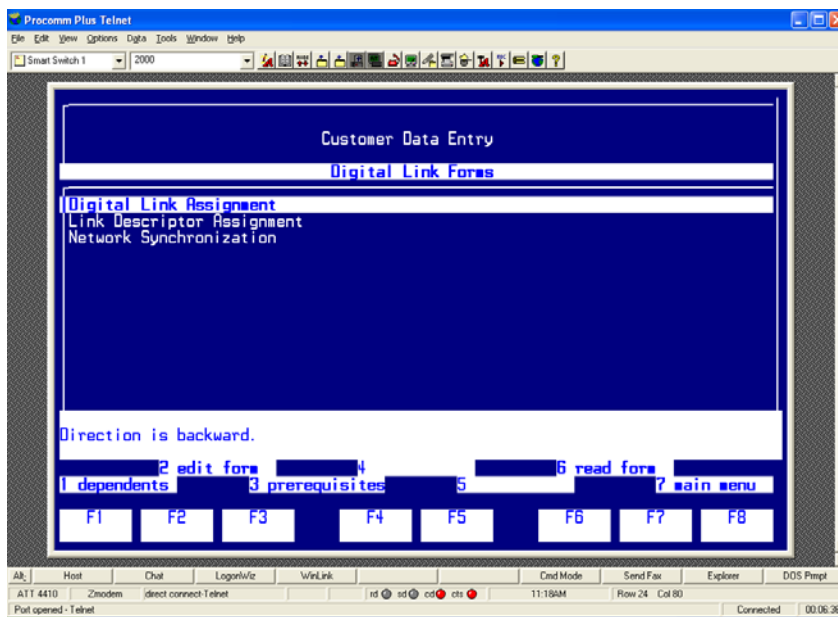 Procomm Plus Telnet
File Edit View Options Data Tools Window Help
Smart Switch 1 2000
Customer Data Entry
Digital Link Forms
Digital Link Assignment
Link Descriptor Assignment
Network Synchronization
Direction is backward.
2 edit form 4 6 read form
1 dependents 3 prerequisites 5 7 main menu
F1 F2 F3 F4 F5 F6 F7 F8
Alt: Host Chat LogonWiz WinLink Cmd Mode Send Fax Explorer DOS Prmpt
ATT 4410 Zmodem direct connect-Telnet rd sd cd cts 11:18AM Row 24 Col 80
Port opened - Telnet Connected 00:06:36